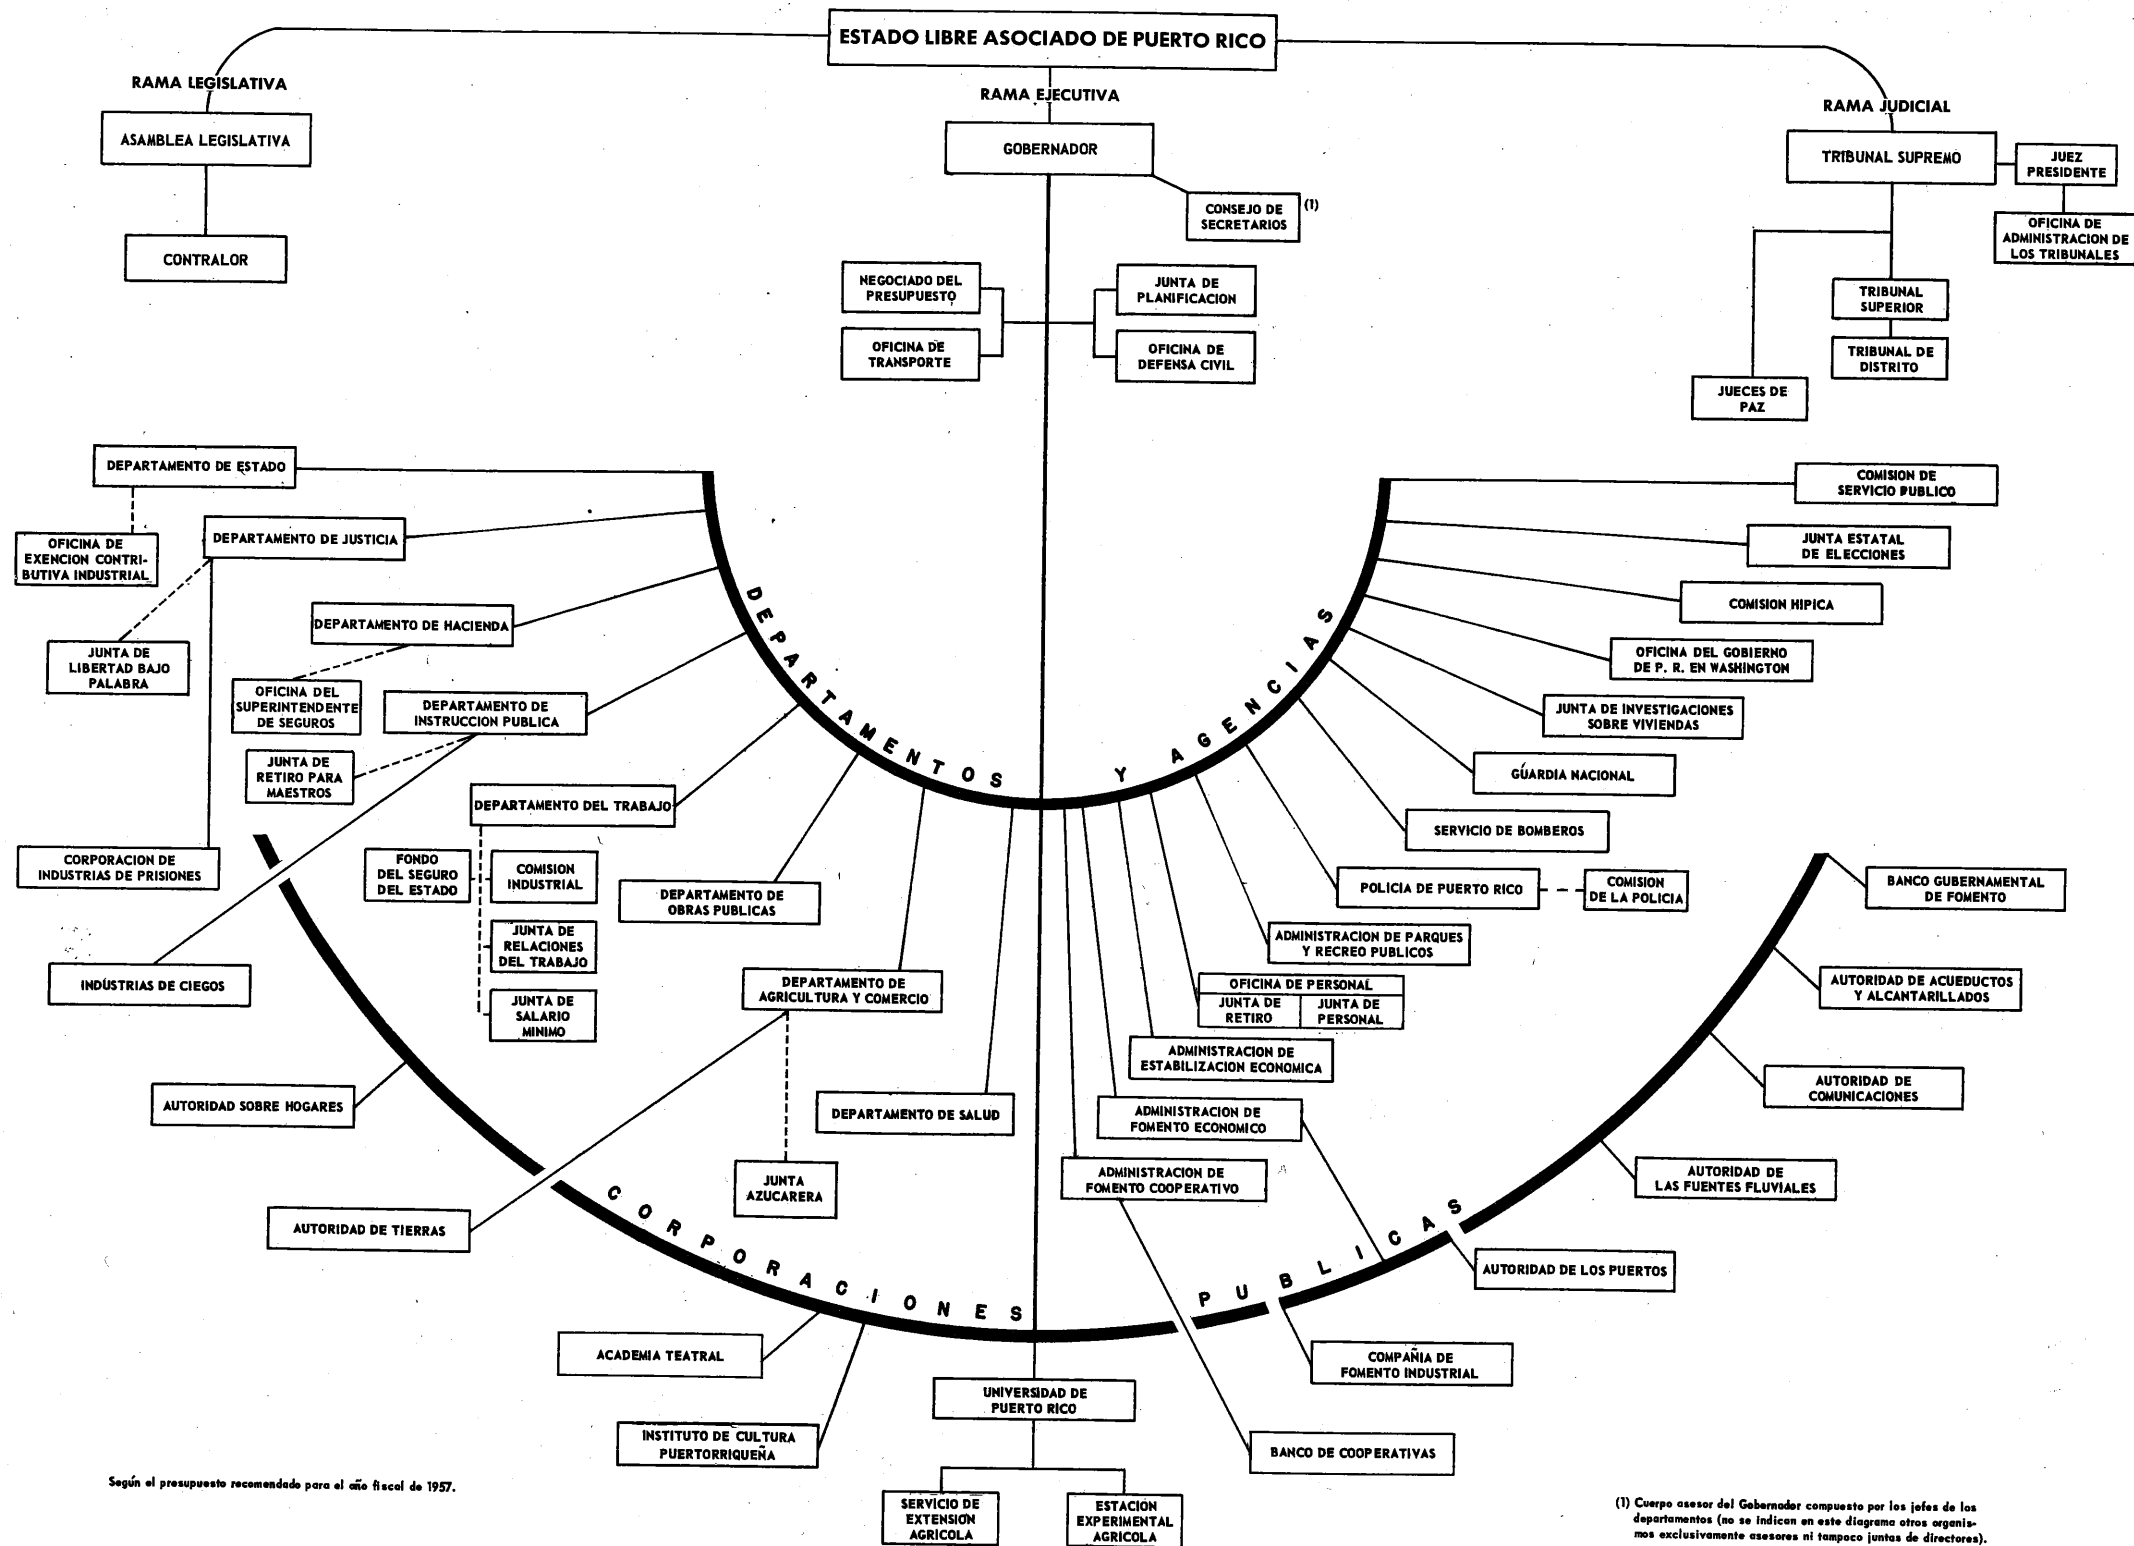 ESTADO LIBRE ASOCIADO DE PUERTO RICO
RAMA LEGISLATIVA
ASAMBLEA LEGISLATIVA
CONTRALOR
RAMA EJECUTIVA
GOBERNADOR
CONSEJO DE
SECRETARIOS
(1)
NEGOCIADO DEL
PRESUPUESTO
OFICINA DE
TRANSPORTE
JUNTA DE
PLANIFICACION
OFICINA DE
DEFENSA CIVIL
RAMA JUDICIAL
TRIBUNAL SUPREMO
JUEZ
PRESIDENTE
OFICINA DE
ADMINISTRACION DE
LOS TRIBUNALES
TRIBUNAL
SUPERIOR
TRIBUNAL DE
DISTRITO
JUECES DE
PAZ
DEPARTAMENTOS Y AGENCIAS
DEPARTAMENTO DE ESTADO
OFICINA DE
EXENCION CONTRI-
BUTIVA INDUSTRIAL
DEPARTAMENTO DE JUSTICIA
JUNTA DE
LIBERTAD BAJO
PALABRA
CORPORACION DE
INDUSTRIAS DE PRISIONES
DEPARTAMENTO DE HACIENDA
OFICINA DEL
SUPERINTENDENTE
DE SEGUROS
DEPARTAMENTO DE
INSTRUCCION PUBLICA
JUNTA DE
RETIRO PARA
MAESTROS
INDUSTRIAS DE CIEGOS
DEPARTAMENTO DEL TRABAJO
FONDO
DEL SEGURO
DEL ESTADO
COMISION
INDUSTRIAL
JUNTA DE
RELACIONES
DEL TRABAJO
JUNTA DE
SALARIO
MINIMO
DEPARTAMENTO DE
OBRAS PUBLICAS
DEPARTAMENTO DE
AGRICULTURA Y COMERCIO
JUNTA
AZUCARERA
DEPARTAMENTO DE SALUD
COMISION DE
SERVICIO PUBLICO
JUNTA ESTATAL
DE ELECCIONES
COMISION HIPICA
OFICINA DEL GOBIERNO
DE P. R. EN WASHINGTON
JUNTA DE INVESTIGACIONES
SOBRE VIVIENDAS
GUARDIA NACIONAL
SERVICIO DE BOMBEROS
POLICIA DE PUERTO RICO
COMISION
DE LA POLICIA
ADMINISTRACION DE PARQUES
Y RECREO PUBLICOS
OFICINA DE PERSONAL
JUNTA DE
RETIRO
JUNTA DE
PERSONAL
ADMINISTRACION DE
ESTABILIZACION ECONOMICA
ADMINISTRACION DE
FOMENTO ECONOMICO
ADMINISTRACION DE
FOMENTO COOPERATIVO
CORPORACIONES PUBLICAS
AUTORIDAD SOBRE HOGARES
AUTORIDAD DE TIERRAS
ACADEMIA TEATRAL
INSTITUTO DE CULTURA
PUERTORRIQUEÑA
UNIVERSIDAD DE
PUERTO RICO
SERVICIO DE
EXTENSION
AGRICOLA
ESTACION
EXPERIMENTAL
AGRICOLA
BANCO GUBERNAMENTAL
DE FOMENTO
AUTORIDAD DE ACUEDUCTOS
Y ALCANTARILLADOS
AUTORIDAD DE
COMUNICACIONES
AUTORIDAD DE
LAS FUENTES FLUVIALES
AUTORIDAD DE LOS PUERTOS
COMPAÑIA DE
FOMENTO INDUSTRIAL
BANCO DE COOPERATIVAS
Según el presupuesto recomendado para el año fiscal de 1957.
(1) Cuerpo asesor del Gobernador compuesto por los jefes de los
departamentos (no se indican en este diagrama otros organis-
mos exclusivamente asesores ni tampoco juntas de directores).